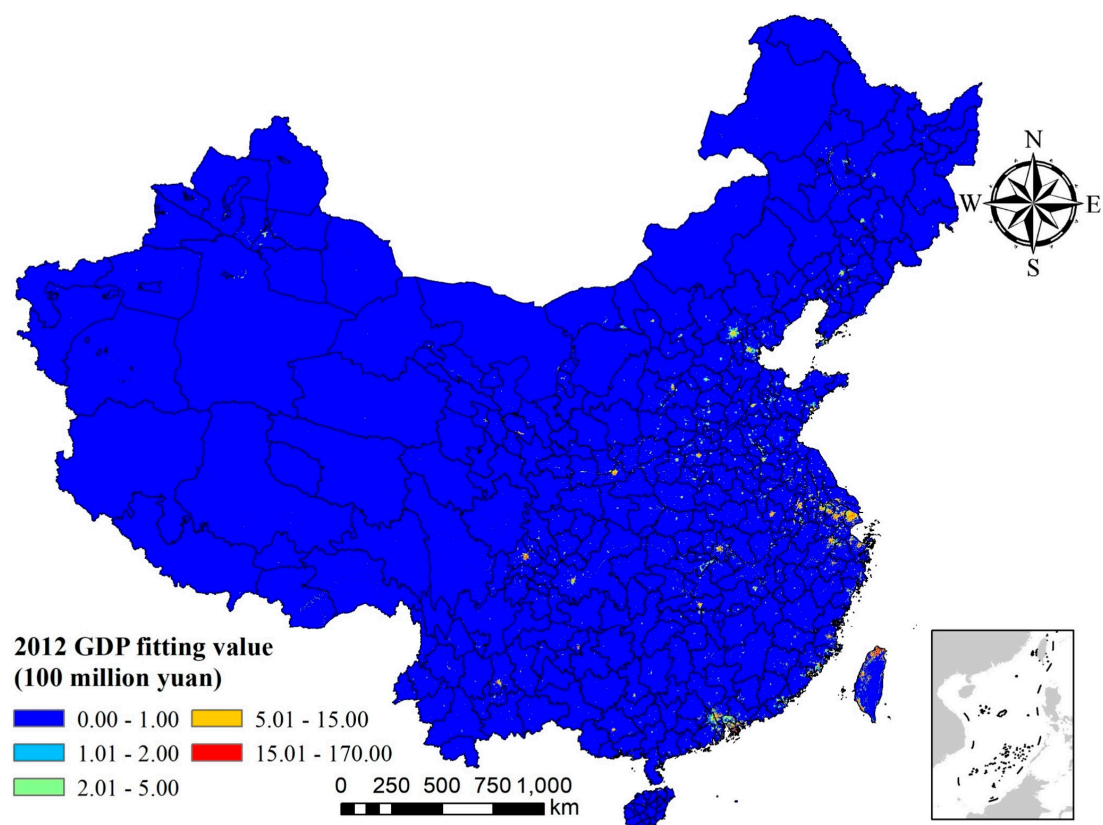 N
W E
S
2012 GDP fitting value
(100 million yuan)
0.00 - 1.00 5.01 - 15.00
1.01 - 2.00 15.01 - 170.00
2.01 - 5.00
0 250 500 750 1,000
km